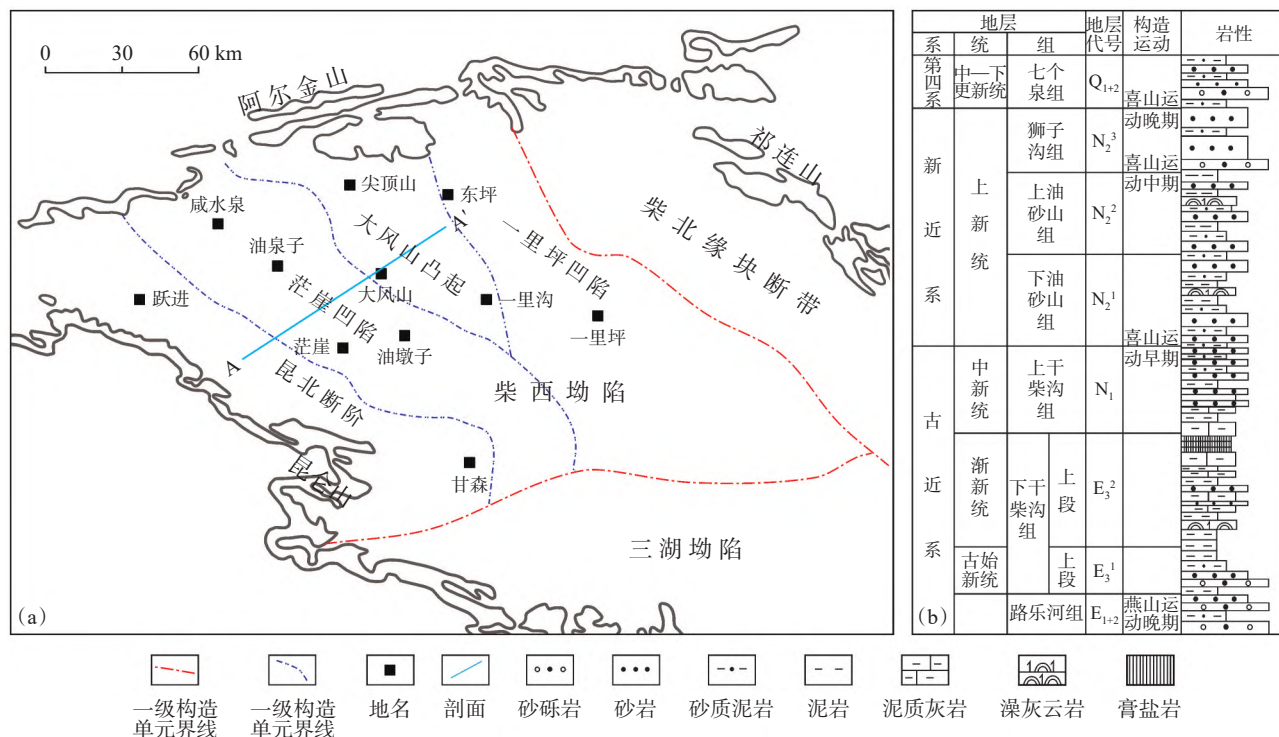 0 30 60 km
阿尔金山
祁连山
尖顶山
东坪
咸水泉
A′
大风山凸起
一里坪凹陷
柴北缘块断带
油泉子
大风山
跃进
茫崖凹陷
一里沟
一里坪
茫崖
油墩子
A
昆北断阶
柴西坳陷
昆仑山
甘森
三湖坳陷
(a)
地层
地层代号
构造运动
岩性
系
统
组
第四系
中—下更新统
七个泉组
Q1+2
喜山运动晚期
新近系
上新统
狮子沟组
N₂³
喜山运动中期
上油砂山组
N₂²
下油砂山组
N₂¹
喜山运动早期
古近系
中新统
上干柴沟组
N₁
渐新统
下干柴沟组
上段
E₃²
古始新统
上段
E₃¹
路乐河组
E1+2
燕山运动晚期
(b)
一级构造
单元界线
一级构造
单元界线
地名
剖面
砂砾岩
砂岩
砂质泥岩
泥岩
泥质灰岩
澡灰云岩
膏盐岩